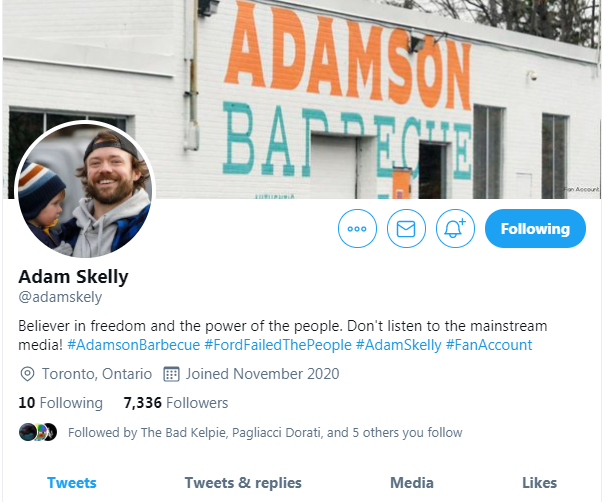 ADAMSON
BARBECUE
Fan Account
Following
Adam Skelly
@adamskely
Believer in freedom and the power of the people. Don't listen to the mainstream
media! #AdamsonBarbecue #FordFailedThePeople #AdamSkelly #FanAccount
Toronto, Ontario Joined November 2020
10 Following 7,336 Followers
Followed by The Bad Kelpie, Pagliacci Dorati, and 5 others you follow
Tweets Tweets & replies Media Likes